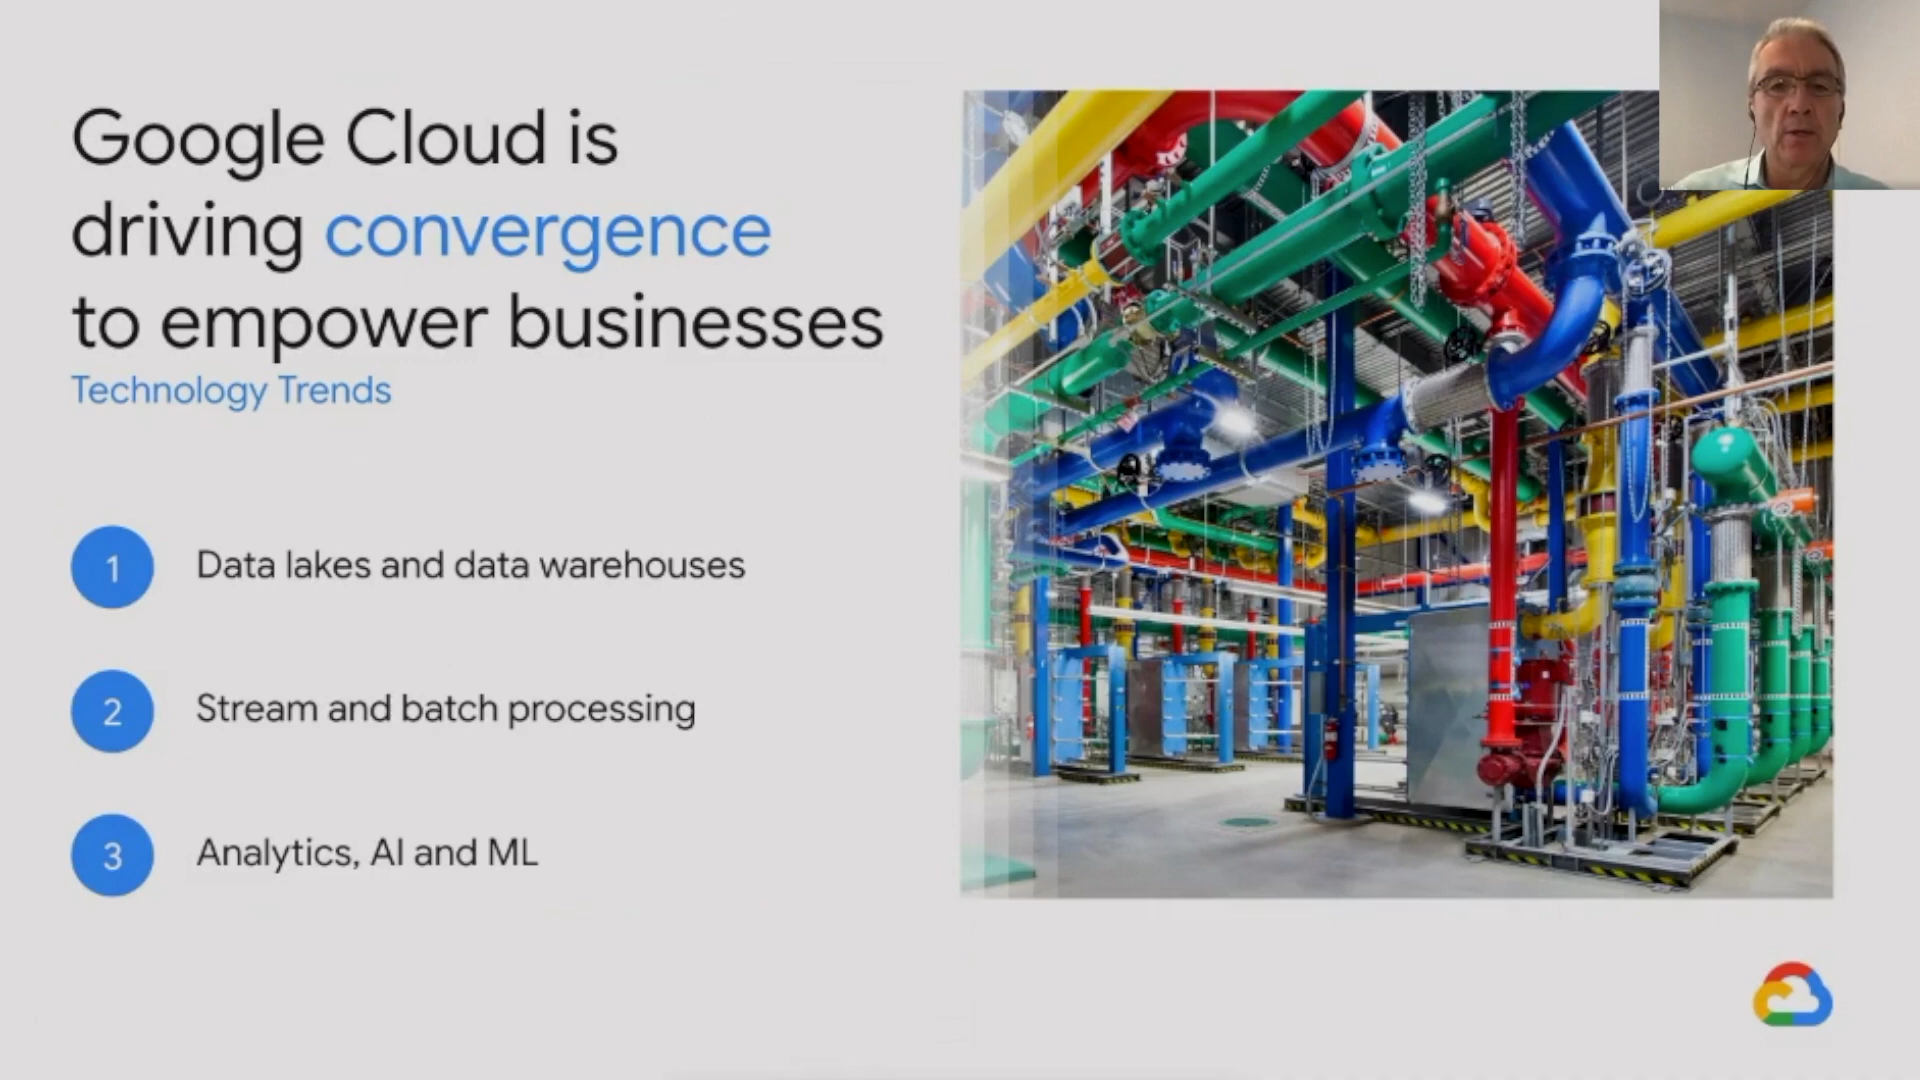 Google Cloud is
driving convergence
to empower businesses
Technology Trends
1 Data lakes and data warehouses
2 Stream and batch processing
3 Analytics, AI and ML